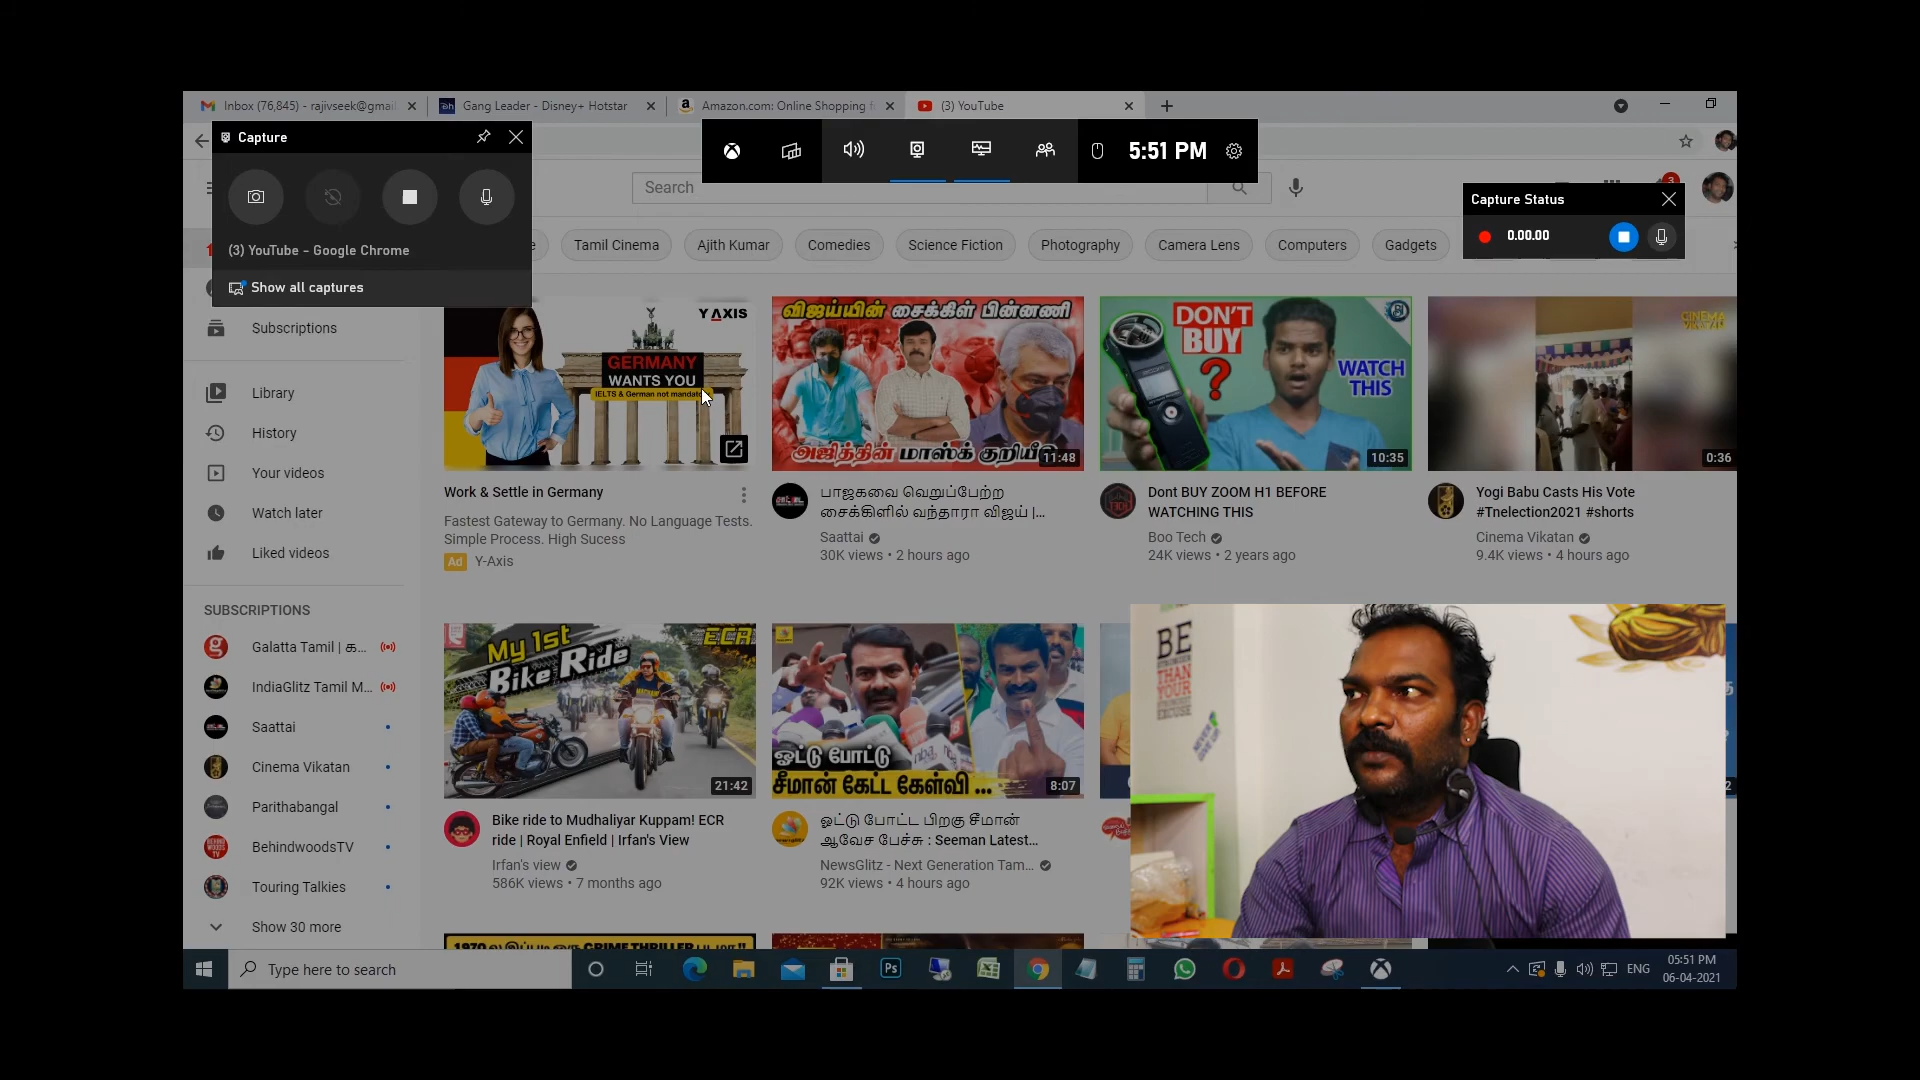 Inbox (76,845) - rajivseek@gmai
Gang Leader - Disney+ Hotstar
Amazon.com: Online Shopping f
(3) YouTube
Capture
5:51 PM
Search
3
Capture Status
0.00.00
(3) YouTube - Google Chrome
Show all captures
Tamil Cinema
Ajith Kumar
Comedies
Science Fiction
Photography
Camera Lens
Computers
Gadgets
Subscriptions
Library
History
Your videos
Watch later
Liked videos
SUBSCRIPTIONS
Galatta Tamil | க...
IndiaGlitz Tamil M...
Saattai
Cinema Vikatan
Parithabangal
BehindwoodsTV
Touring Talkies
Show 30 more
Y AXIS
GERMANY
WANTS YOU
IELTS & German not mandato
Work & Settle in Germany
Fastest Gateway to Germany. No Language Tests.
Simple Process. High Sucess
Ad Y-Axis
விஜய்யின் சைக்கிள் பின்னணி
அஜித்தின் மாஸ்க் குறியீடு
11:48
பாஜகவை வெறுப்பேற்ற
சைக்கிளில் வந்தாரா விஜய் |...
Saattai
30K views • 2 hours ago
DON'T
BUY
?
WATCH
THIS
10:35
Dont BUY ZOOM H1 BEFORE
WATCHING THIS
Boo Tech
24K views • 2 years ago
CINEMA
VIKATAN
0:36
Yogi Babu Casts His Vote
#Tnelection2021 #shorts
Cinema Vikatan
9.4K views • 4 hours ago
My 1st
Bike Ride
ECR
21:42
Bike ride to Mudhaliyar Kuppam! ECR
ride | Royal Enfield | Irfan's View
Irfan's view
586K views • 7 months ago
ஓட்டு போட்டு
சீமான் கேட்ட கேள்வி ...
8:07
ஓட்டு போட்ட பிறகு சீமான்
ஆவேச பேச்சு : Seeman Latest...
NewsGlitz - Next Generation Tam...
92K views • 4 hours ago
BE
STRONGER
THAN
YOUR
STRONGEST
EXCUSE
NEVER
GIVE UP
Type here to search
ENG
05:51 PM
06-04-2021